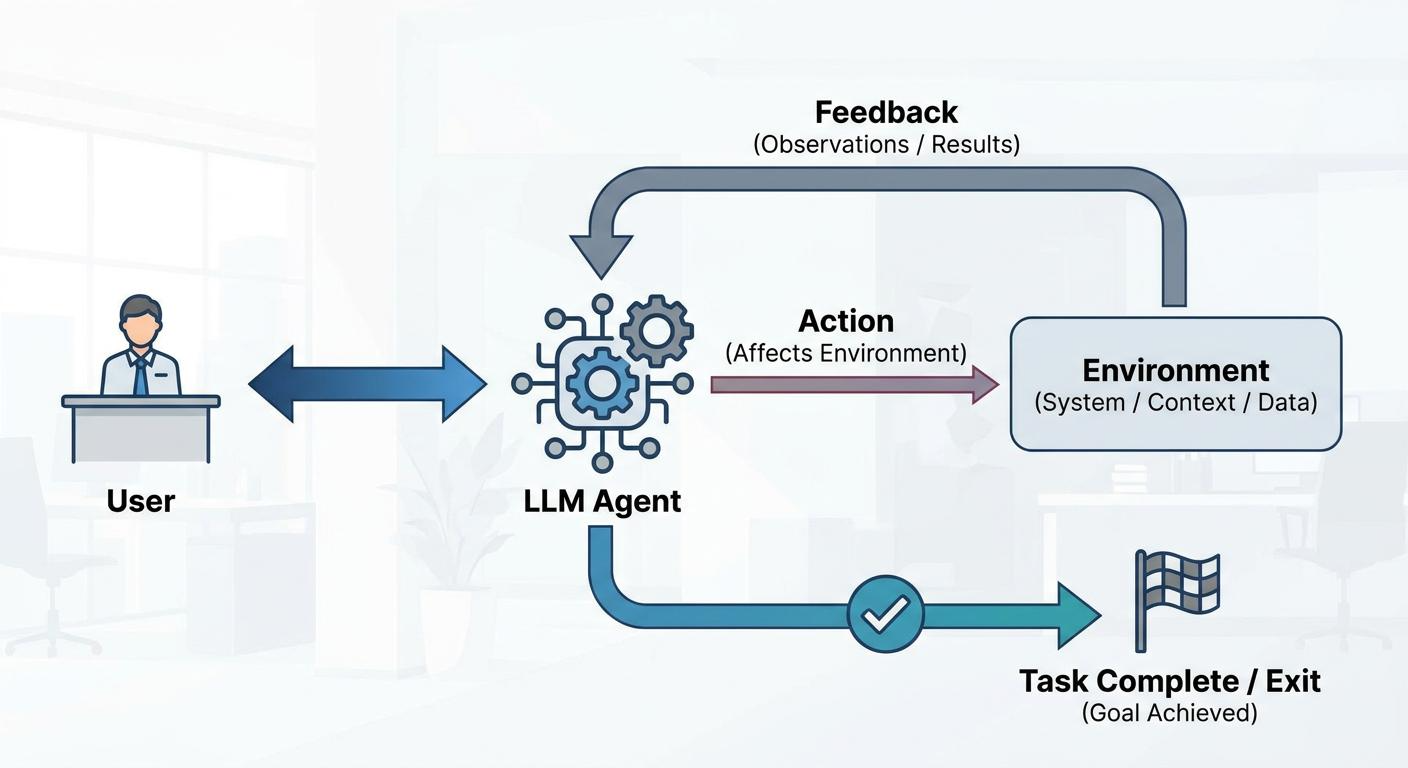 Feedback
(Observations / Results)
Action
(Affects Environment)
Environment
(System / Context / Data)
User
LLM Agent
Task Complete / Exit
(Goal Achieved)